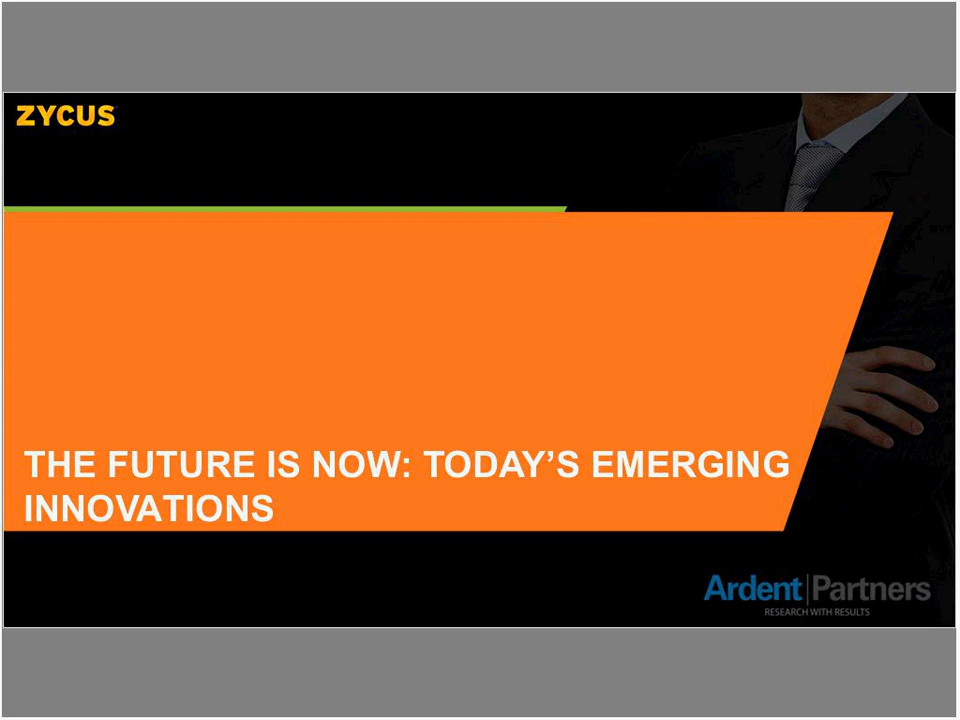 ZYCUS
THE FUTURE IS NOW: TODAY’S EMERGING
INNOVATIONS
Ardent|Partners
RESEARCH WITH RESULTS